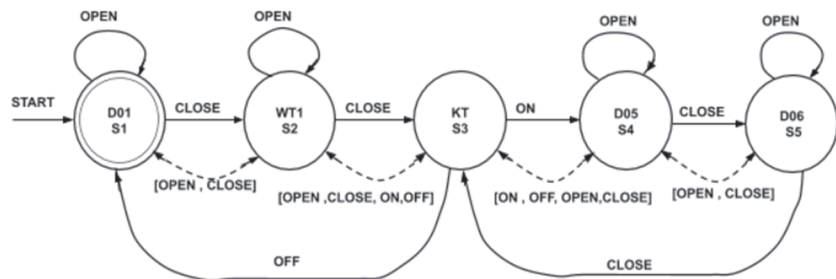 OPEN
OPEN
OPEN
OPEN
START
D01
S1
CLOSE
WT1
S2
CLOSE
KT
S3
ON
D05
S4
CLOSE
D06
S5
[OPEN , CLOSE]
[OPEN ,CLOSE, ON,OFF]
[ON , OFF, OPEN,CLOSE]
[OPEN , CLOSE]
OFF
CLOSE